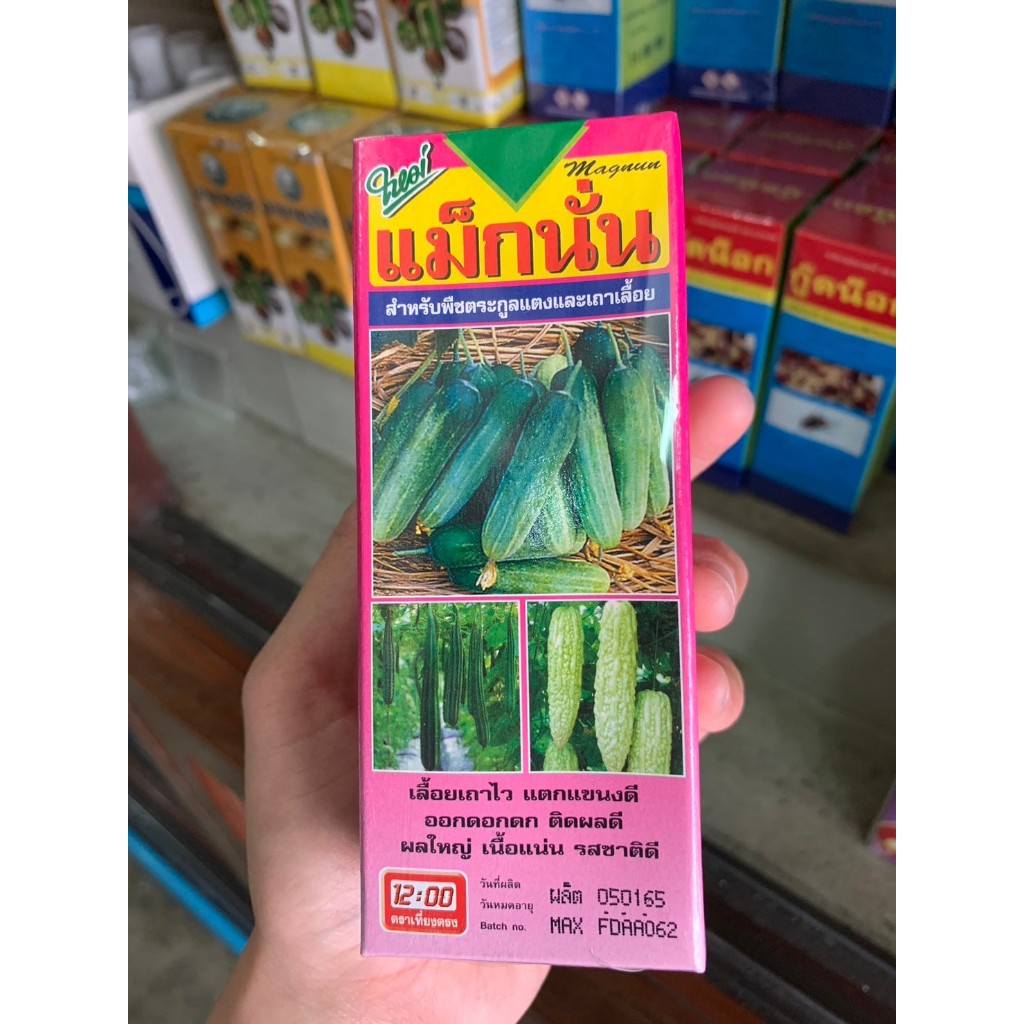 ใหม่
Magnun
แม็กนั่น
สำหรับพืชตระกูลแตงและเถาเลื้อย
เลื้อยเถาไว แตกแขนงดี
ออกดอกดก ติดผลดี
ผลใหญ่ เนื้อแน่น รสชาติดี
12:00
ตราเที่ยงตรง
วันที่ผลิต
วันหมดอายุ
Batch no.
ผลิต 050165
MAX FDAA062